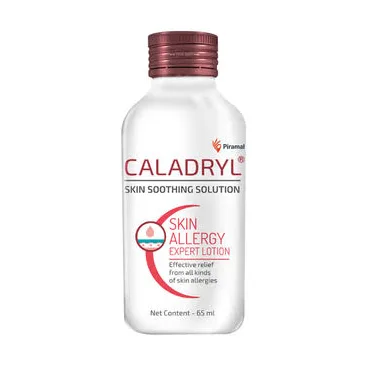 Piramal
CALADRYL®
SKIN SOOTHING SOLUTION
SKIN
ALLERGY
EXPERT LOTION
Effective relief
from all kinds
of skin allergies
Net Content - 65 ml